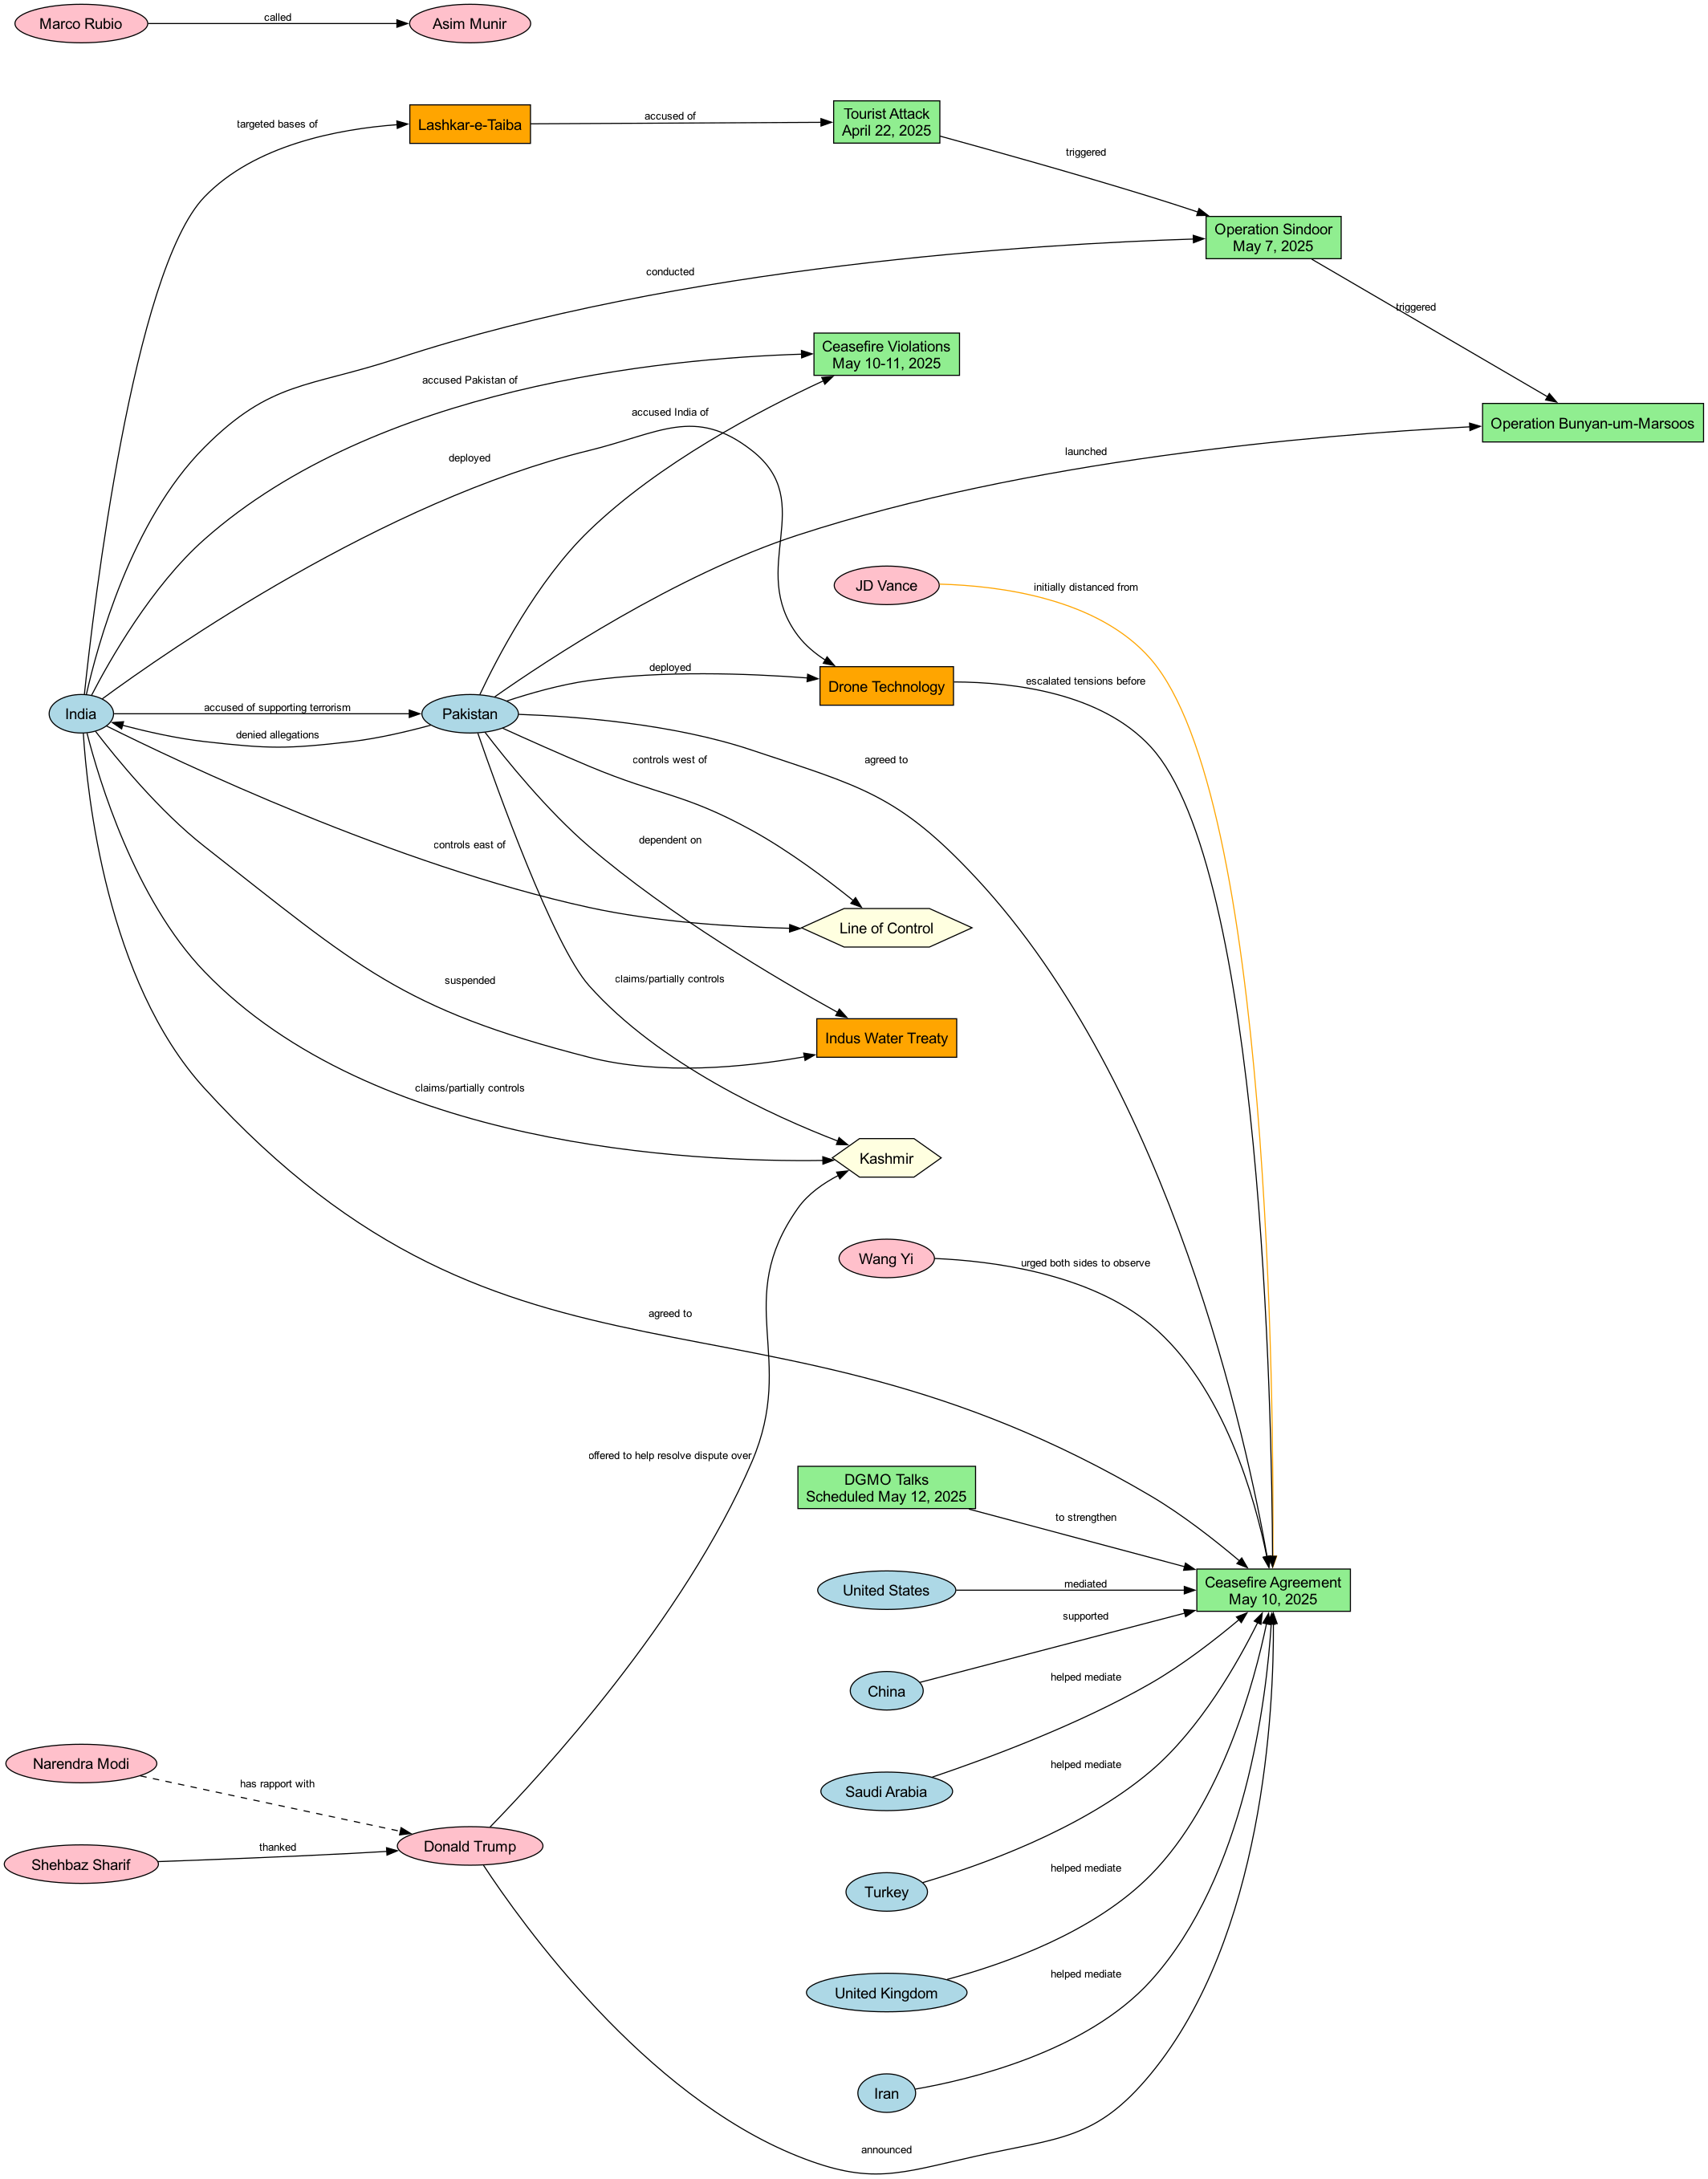 Marco Rubio
called
Asim Munir
targeted bases of
Lashkar-e-Taiba
accused of
Tourist Attack
April 22, 2025
triggered
Operation Sindoor
May 7, 2025
conducted
triggered
Ceasefire Violations
May 10-11, 2025
accused Pakistan of
accused India of
Operation Bunyan-um-Marsoos
deployed
launched
JD Vance
initially distanced from
deployed
Drone Technology
escalated tensions before
India
accused of supporting terrorism
Pakistan
denied allegations
controls west of
agreed to
dependent on
controls east of
Line of Control
suspended
claims/partially controls
Indus Water Treaty
claims/partially controls
Kashmir
Wang Yi
urged both sides to observe
agreed to
offered to help resolve dispute over
DGMO Talks
Scheduled May 12, 2025
to strengthen
United States
mediated
Ceasefire Agreement
May 10, 2025
supported
China
helped mediate
Narendra Modi
has rapport with
Saudi Arabia
helped mediate
Shehbaz Sharif
thanked
Donald Trump
Turkey
helped mediate
United Kingdom
helped mediate
Iran
announced